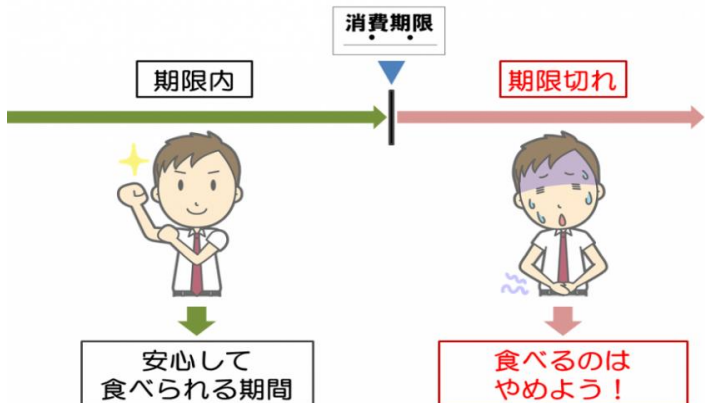 消費期限
期限内
期限切れ
安心して
食べられる期間
食べるのは
やめよう！